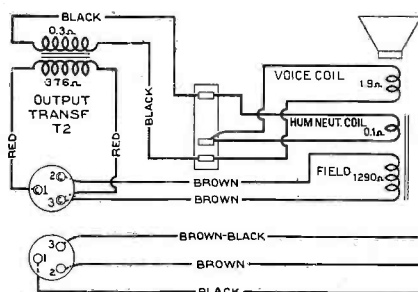 BLACK
0.3Ω
376Ω
OUTPUT
TRANSF
T2
RED
RED
BLACK
VOICE COIL
1.9Ω
HUM NEUT. COIL
0.1Ω
FIELD
1290Ω
2
1
3
BROWN
BROWN
3
1
2
BROWN-BLACK
BROWN
BLACK